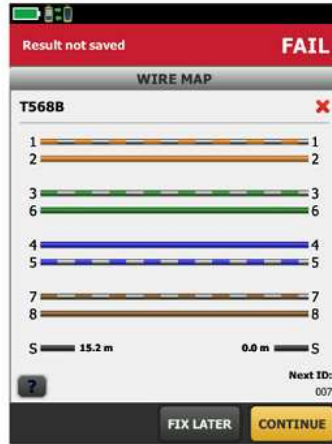 Result not saved FAIL
WIRE MAP
T568B
1 1
2 2
3 3
6 6
4 4
5 5
7 7
8 8
S 15.2 m 0.0 m S
?
Next ID:
007
FIX LATER CONTINUE